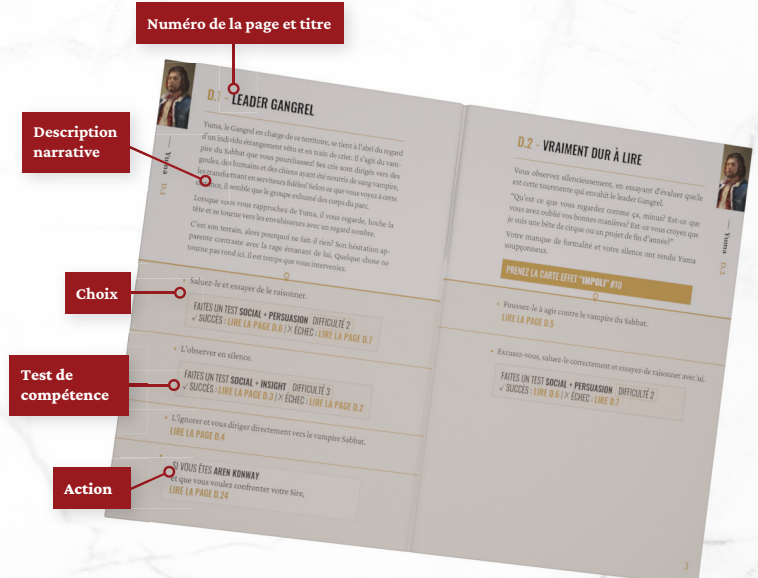 Numéro de la page et titre
Description
narrative
Choix
Test de
compétence
Action
D.1 - LEADER GANGREL
Yuma, le Gangrel en charge de ce territoire, se tient à l'abri du regard
d'un individu étrangement vêtu et en train de crier. Il s'agit du vam-
pire du Sabbat que vous pourchassez! Ses cris sont dirigés vers des
goules, des humains et des chiens ayant été nourris de sang vampire,
les transformant en serviteurs fidèles! Selon ce que vous voyez à cette
distance, il semble que le groupe exhume des corps du parc.
Lorsque vous vous rapprochez de Yuma, il vous regarde, hoche la
tête et se tourne vers les envahisseurs avec un regard sombre.
C'est son terrain, alors pourquoi ne fait-il rien? Son hésitation ap-
parente contraste avec la rage émanant de lui. Quelque chose ne
tourne pas rond ici. Il est temps que vous interveniez.
• Saluez-le et essayer de le raisonner.
FAITES UN TEST SOCIAL + PERSUASION DIFFICULTÉ 2
✓ SUCCÈS : LIRE LA PAGE D.6 | X ÉCHEC : LIRE LA PAGE D.7
• L'observer en silence.
FAITES UN TEST SOCIAL + INSIGHT DIFFICULTÉ 3
✓ SUCCÈS : LIRE LA PAGE D.3 | X ÉCHEC : LIRE LA PAGE D.2
• L'ignorer et vous diriger directement vers le vampire Sabbat.
LIRE LA PAGE D.4
•
SI VOUS ÊTES AREN KONWAY
et que vous voulez confronter votre Sire,
LIRE LA PAGE D.24
— Yuma D.1
D.2 - VRAIMENT DUR À LIRE
Vous observez silencieusement, en essayant d'évaluer quelle
est cette tourmente qui envahit le leader Gangrel.
"Qu'est ce que vous regardez comme ça, minus? Est-ce que
vous avez oublié vos bonnes manières? Est-ce vous croyez que
je suis une bête de cirque ou un projet de fin d'année?"
Votre manque de formalité et votre silence ont rendu Yuma
soupçonneux.
PRENEZ LA CARTE EFFET "IMPOLI" #10
• Poussez-le à agir contre le vampire du Sabbat.
LIRE LA PAGE D.5
• Excusez-vous, saluez-le correctement et essayez de raisonner avec lui.
FAITES UN TEST SOCIAL + PERSUASION DIFFICULTÉ 2
✓ SUCCÈS : LIRE D.6 | X ÉCHEC : LIRE D.7
— Yuma D.2
3